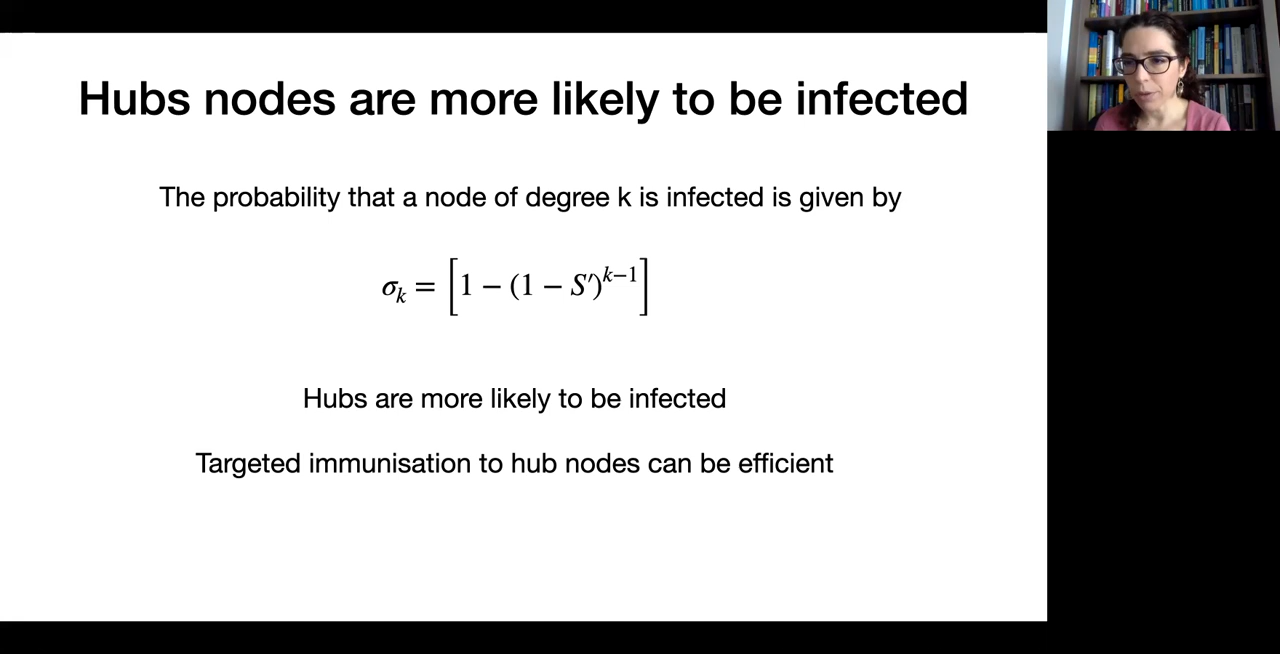 Hubs nodes are more likely to be infected
The probability that a node of degree k is infected is given by
σₖ = [1 − (1 − S′)ᵏ⁻¹]
Hubs are more likely to be infected
Targeted immunisation to hub nodes can be efficient